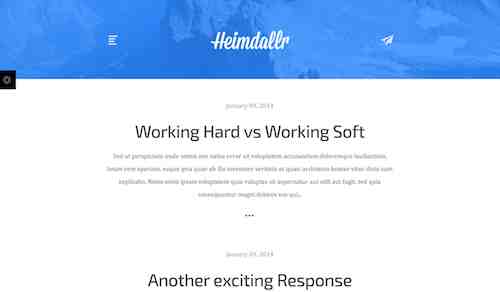 Heimdallr
January 09, 2014
Working Hard vs Working Soft
Sed ut perspiciatis unde omnis iste natus error sit voluptatem accusantium doloremque laudantium,
totam rem aperiam, eaque ipsa quae ab illo inventore veritatis et quasi architecto beatae vitae dicta sunt
explicabo. Nemo enim ipsam voluptatem quia voluptas sit aspernatur aut odit aut fugit, sed quia
consequuntur magni dolores eos qui...
•••
January 09, 2014
Another exciting Response